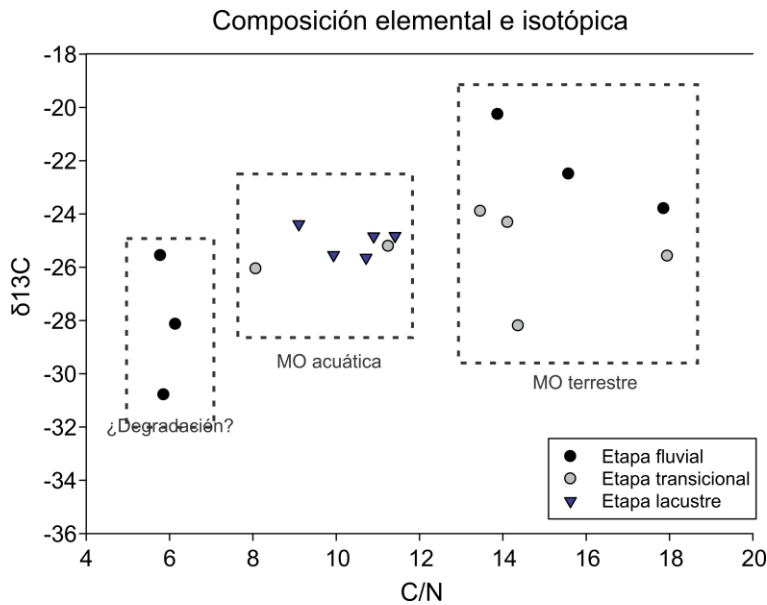 Composición elemental e isotópica
-18
-20
-22
-24
-26
-28
-30
-32
-34
-36
δ13C
MO acuática
MO terrestre
¿Degradación?
Etapa fluvial
Etapa transicional
Etapa lacustre
4 6 8 10 12 14 16 18 20
C/N